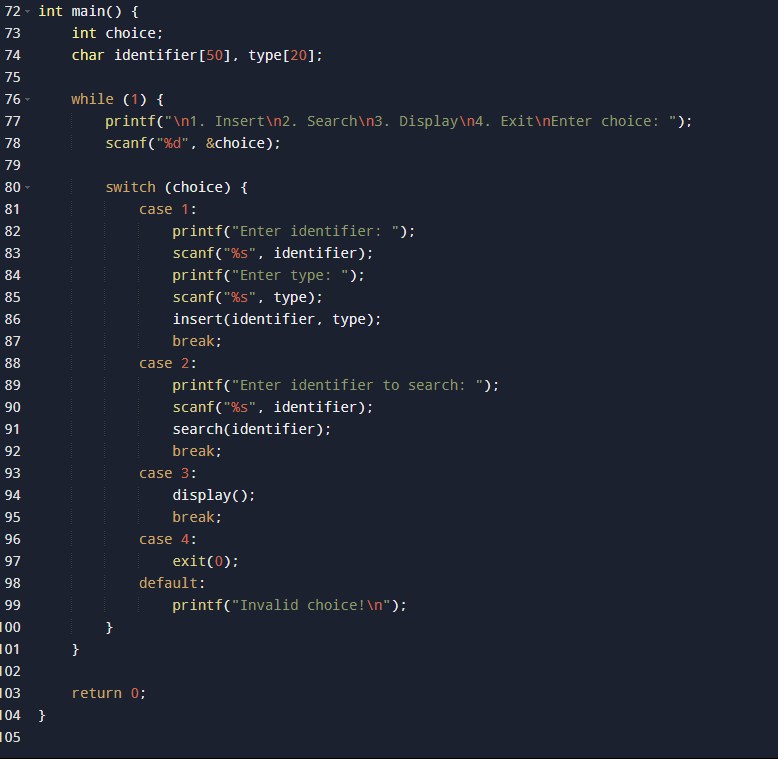 72 int main() {
73     int choice;
74     char identifier[50], type[20];
75
76     while (1) {
77         printf("\n1. Insert\n2. Search\n3. Display\n4. Exit\nEnter choice: ");
78         scanf("%d", &choice);
79
80         switch (choice) {
81             case 1:
82                 printf("Enter identifier: ");
83                 scanf("%s", identifier);
84                 printf("Enter type: ");
85                 scanf("%s", type);
86                 insert(identifier, type);
87                 break;
88             case 2:
89                 printf("Enter identifier to search: ");
90                 scanf("%s", identifier);
91                 search(identifier);
92                 break;
93             case 3:
94                 display();
95                 break;
96             case 4:
97                 exit(0);
98             default:
99                 printf("Invalid choice!\n");
100         }
101     }
102
103     return 0;
104 }
105